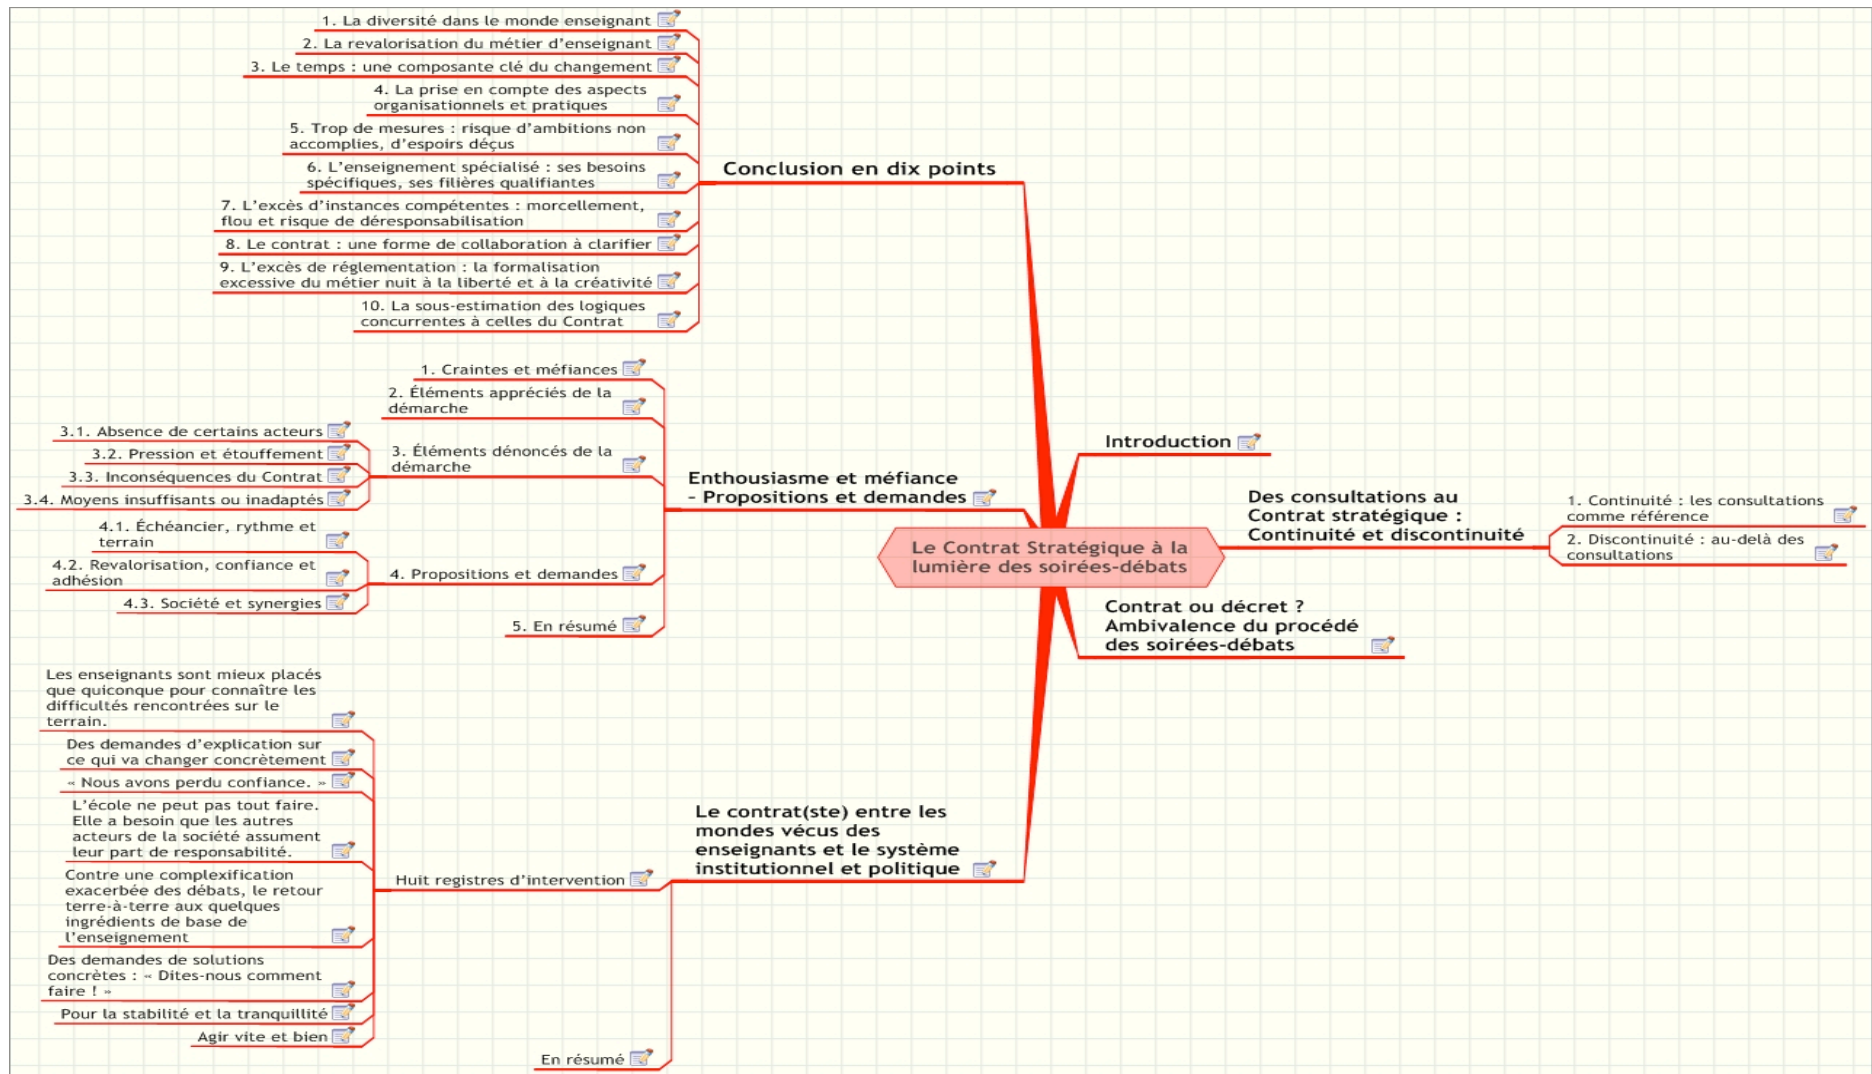 Le Contrat Stratégique à la
lumière des soirées-débats
Introduction
Des consultations au
Contrat stratégique :
Continuité et discontinuité
1. Continuité : les consultations
comme référence
2. Discontinuité : au-delà des
consultations
Contrat ou décret ?
Ambivalence du procédé
des soirées-débats
Le contrat(ste) entre les
mondes vécus des
enseignants et le système
institutionnel et politique
Huit registres d’intervention
Les enseignants sont mieux placés
que quiconque pour connaître les
difficultés rencontrées sur le
terrain.
Des demandes d’explication sur
ce qui va changer concrètement
« Nous avons perdu confiance. »
L’école ne peut pas tout faire.
Elle a besoin que les autres
acteurs de la société assument
leur part de responsabilité.
Contre une complexification
exacerbée des débats, le retour
terre-à-terre aux quelques
ingrédients de base de
l’enseignement
Des demandes de solutions
concrètes : « Dites-nous comment
faire ! »
Pour la stabilité et la tranquillité
Agir vite et bien
En résumé
Enthousiasme et méfiance
- Propositions et demandes
1. Craintes et méfiances
2. Éléments appréciés de la
démarche
3. Éléments dénoncés de la
démarche
3.1. Absence de certains acteurs
3.2. Pression et étouffement
3.3. Inconséquences du Contrat
3.4. Moyens insuffisants ou inadaptés
4. Propositions et demandes
4.1. Échéancier, rythme et
terrain
4.2. Revalorisation, confiance et
adhésion
4.3. Société et synergies
5. En résumé
Conclusion en dix points
1. La diversité dans le monde enseignant
2. La revalorisation du métier d’enseignant
3. Le temps : une composante clé du changement
4. La prise en compte des aspects
organisationnels et pratiques
5. Trop de mesures : risque d’ambitions non
accomplies, d’espoirs déçus
6. L’enseignement spécialisé : ses besoins
spécifiques, ses filières qualifiantes
7. L’excès d’instances compétentes : morcellement,
flou et risque de déresponsabilisation
8. Le contrat : une forme de collaboration à clarifier
9. L’excès de réglementation : la formalisation
excessive du métier nuit à la liberté et à la créativité
10. La sous-estimation des logiques
concurrentes à celles du Contrat